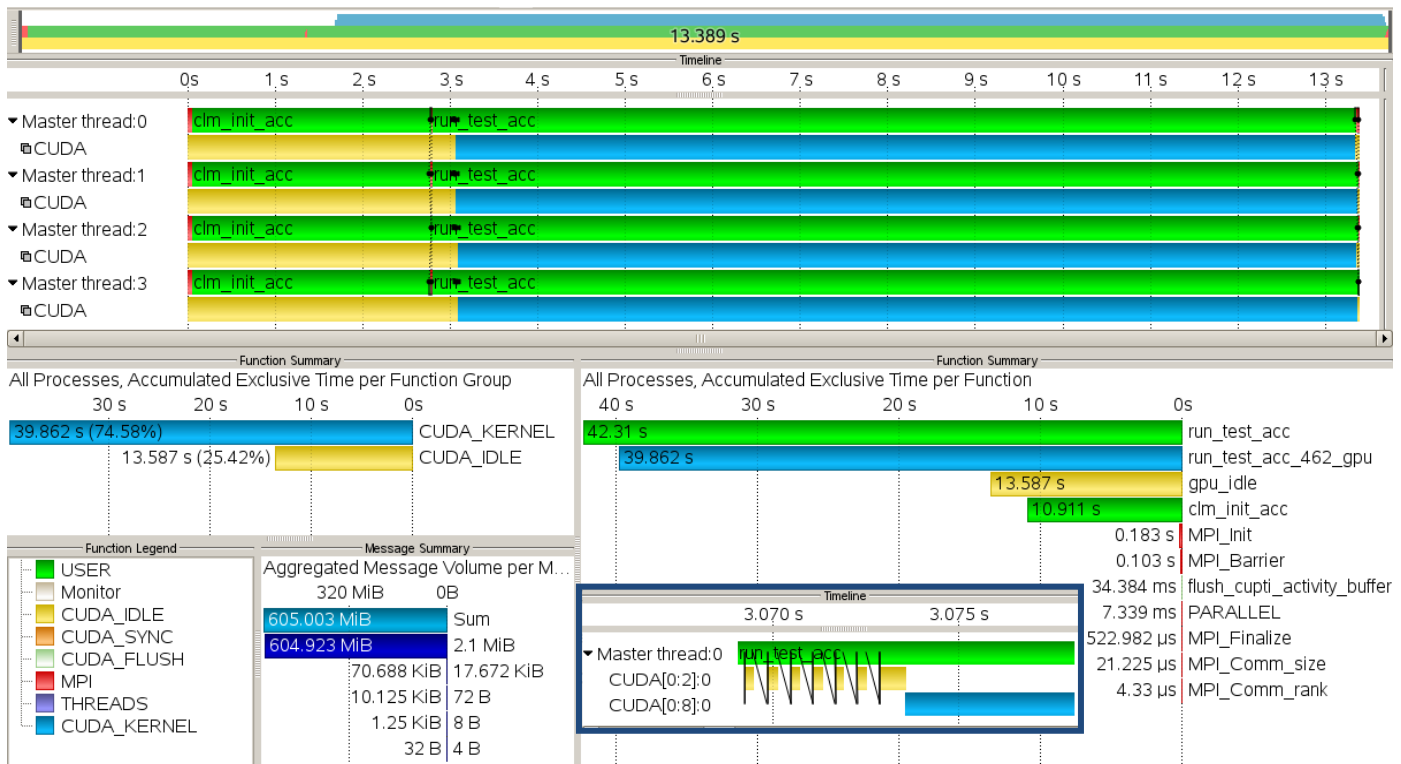 13.389 s
Timeline
0s 1 s 2 s 3 s 4 s 5 s 6 s 7 s 8 s 9 s 10 s 11 s 12 s 13 s
Master thread:0 clm_init_acc run_test_acc
CUDA
Master thread:1 clm_init_acc run_test_acc
CUDA
Master thread:2 clm_init_acc run_test_acc
CUDA
Master thread:3 clm_init_acc run_test_acc
CUDA
Function Summary
All Processes, Accumulated Exclusive Time per Function Group
30 s 20 s 10 s 0s
39.862 s (74.58%) CUDA_KERNEL
13.587 s (25.42%) CUDA_IDLE
Function Summary
All Processes, Accumulated Exclusive Time per Function
40 s 30 s 20 s 10 s 0s
42.31 s run_test_acc
39.862 s run_test_acc_462_gpu
13.587 s gpu_idle
10.911 s clm_init_acc
0.183 s MPI_Init
0.103 s MPI_Barrier
34.384 ms flush_cupti_activity_buffer
7.339 ms PARALLEL
522.982 µs MPI_Finalize
21.225 µs MPI_Comm_size
4.33 µs MPI_Comm_rank
Function Legend
USER
Monitor
CUDA_IDLE
CUDA_SYNC
CUDA_FLUSH
MPI
THREADS
CUDA_KERNEL
Message Summary
Aggregated Message Volume per M...
320 MiB 0B
605.003 MiB Sum
604.923 MiB 2.1 MiB
70.688 KiB 17.672 KiB
10.125 KiB 72 B
1.25 KiB 8 B
32 B 4 B
Timeline
3.070 s 3.075 s
Master thread:0 run_test_acc
CUDA[0:2]:0
CUDA[0:8]:0